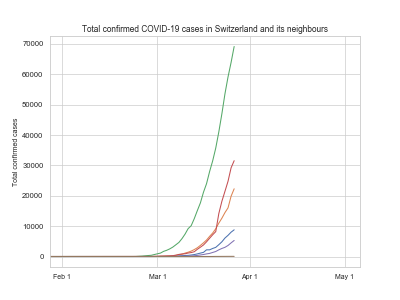 Total confirmed COVID-19 cases in Switzerland and its neighbours
70000
60000
50000
40000
30000
20000
10000
0
Total confirmed cases
Feb 1
Mar 1
Apr 1
May 1